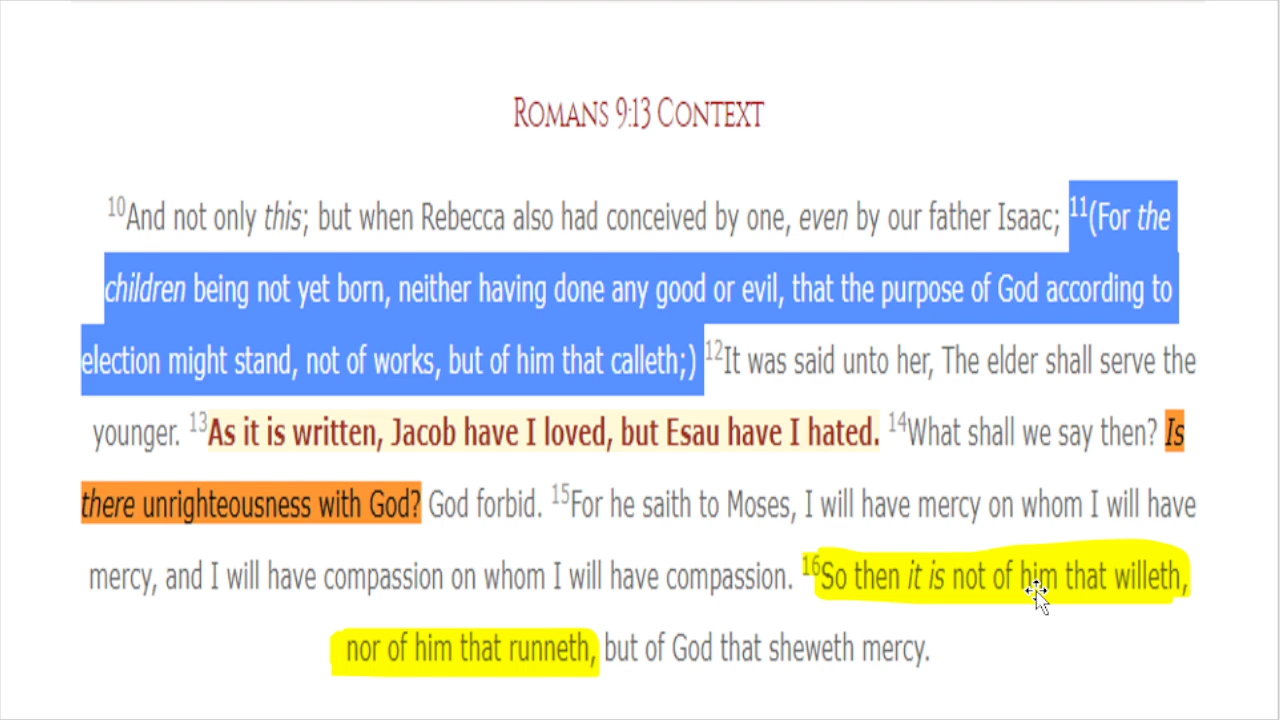 ROMANS 9:13 CONTEXT
10And not only this; but when Rebecca also had conceived by one, even by our father Isaac; 11(For the
children being not yet born, neither having done any good or evil, that the purpose of God according to
election might stand, not of works, but of him that calleth;) 12It was said unto her, The elder shall serve the
younger. 13As it is written, Jacob have I loved, but Esau have I hated. 14What shall we say then? Is
there unrighteousness with God? God forbid. 15For he saith to Moses, I will have mercy on whom I will have
mercy, and I will have compassion on whom I will have compassion. 16So then it is not of him that willeth,
nor of him that runneth, but of God that sheweth mercy.